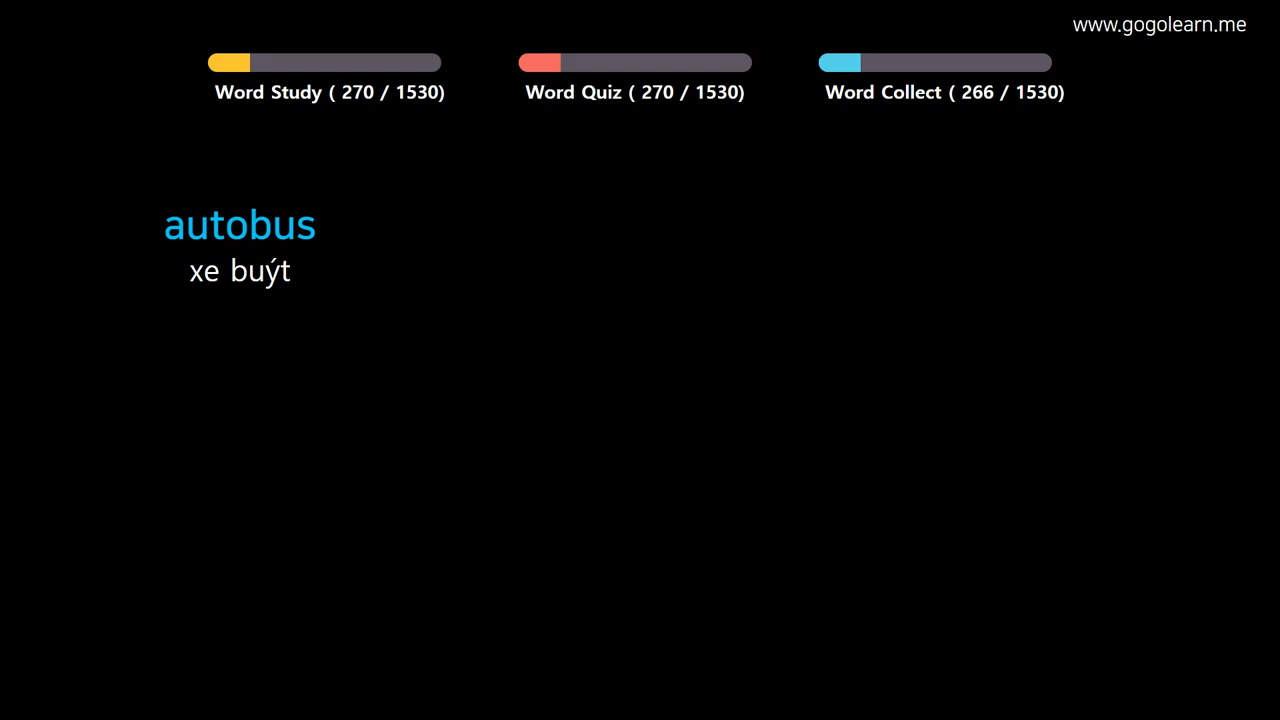 www.gogolearn.me
Word Study ( 270 / 1530)
Word Quiz ( 270 / 1530)
Word Collect ( 266 / 1530)
autobus
xe buýt